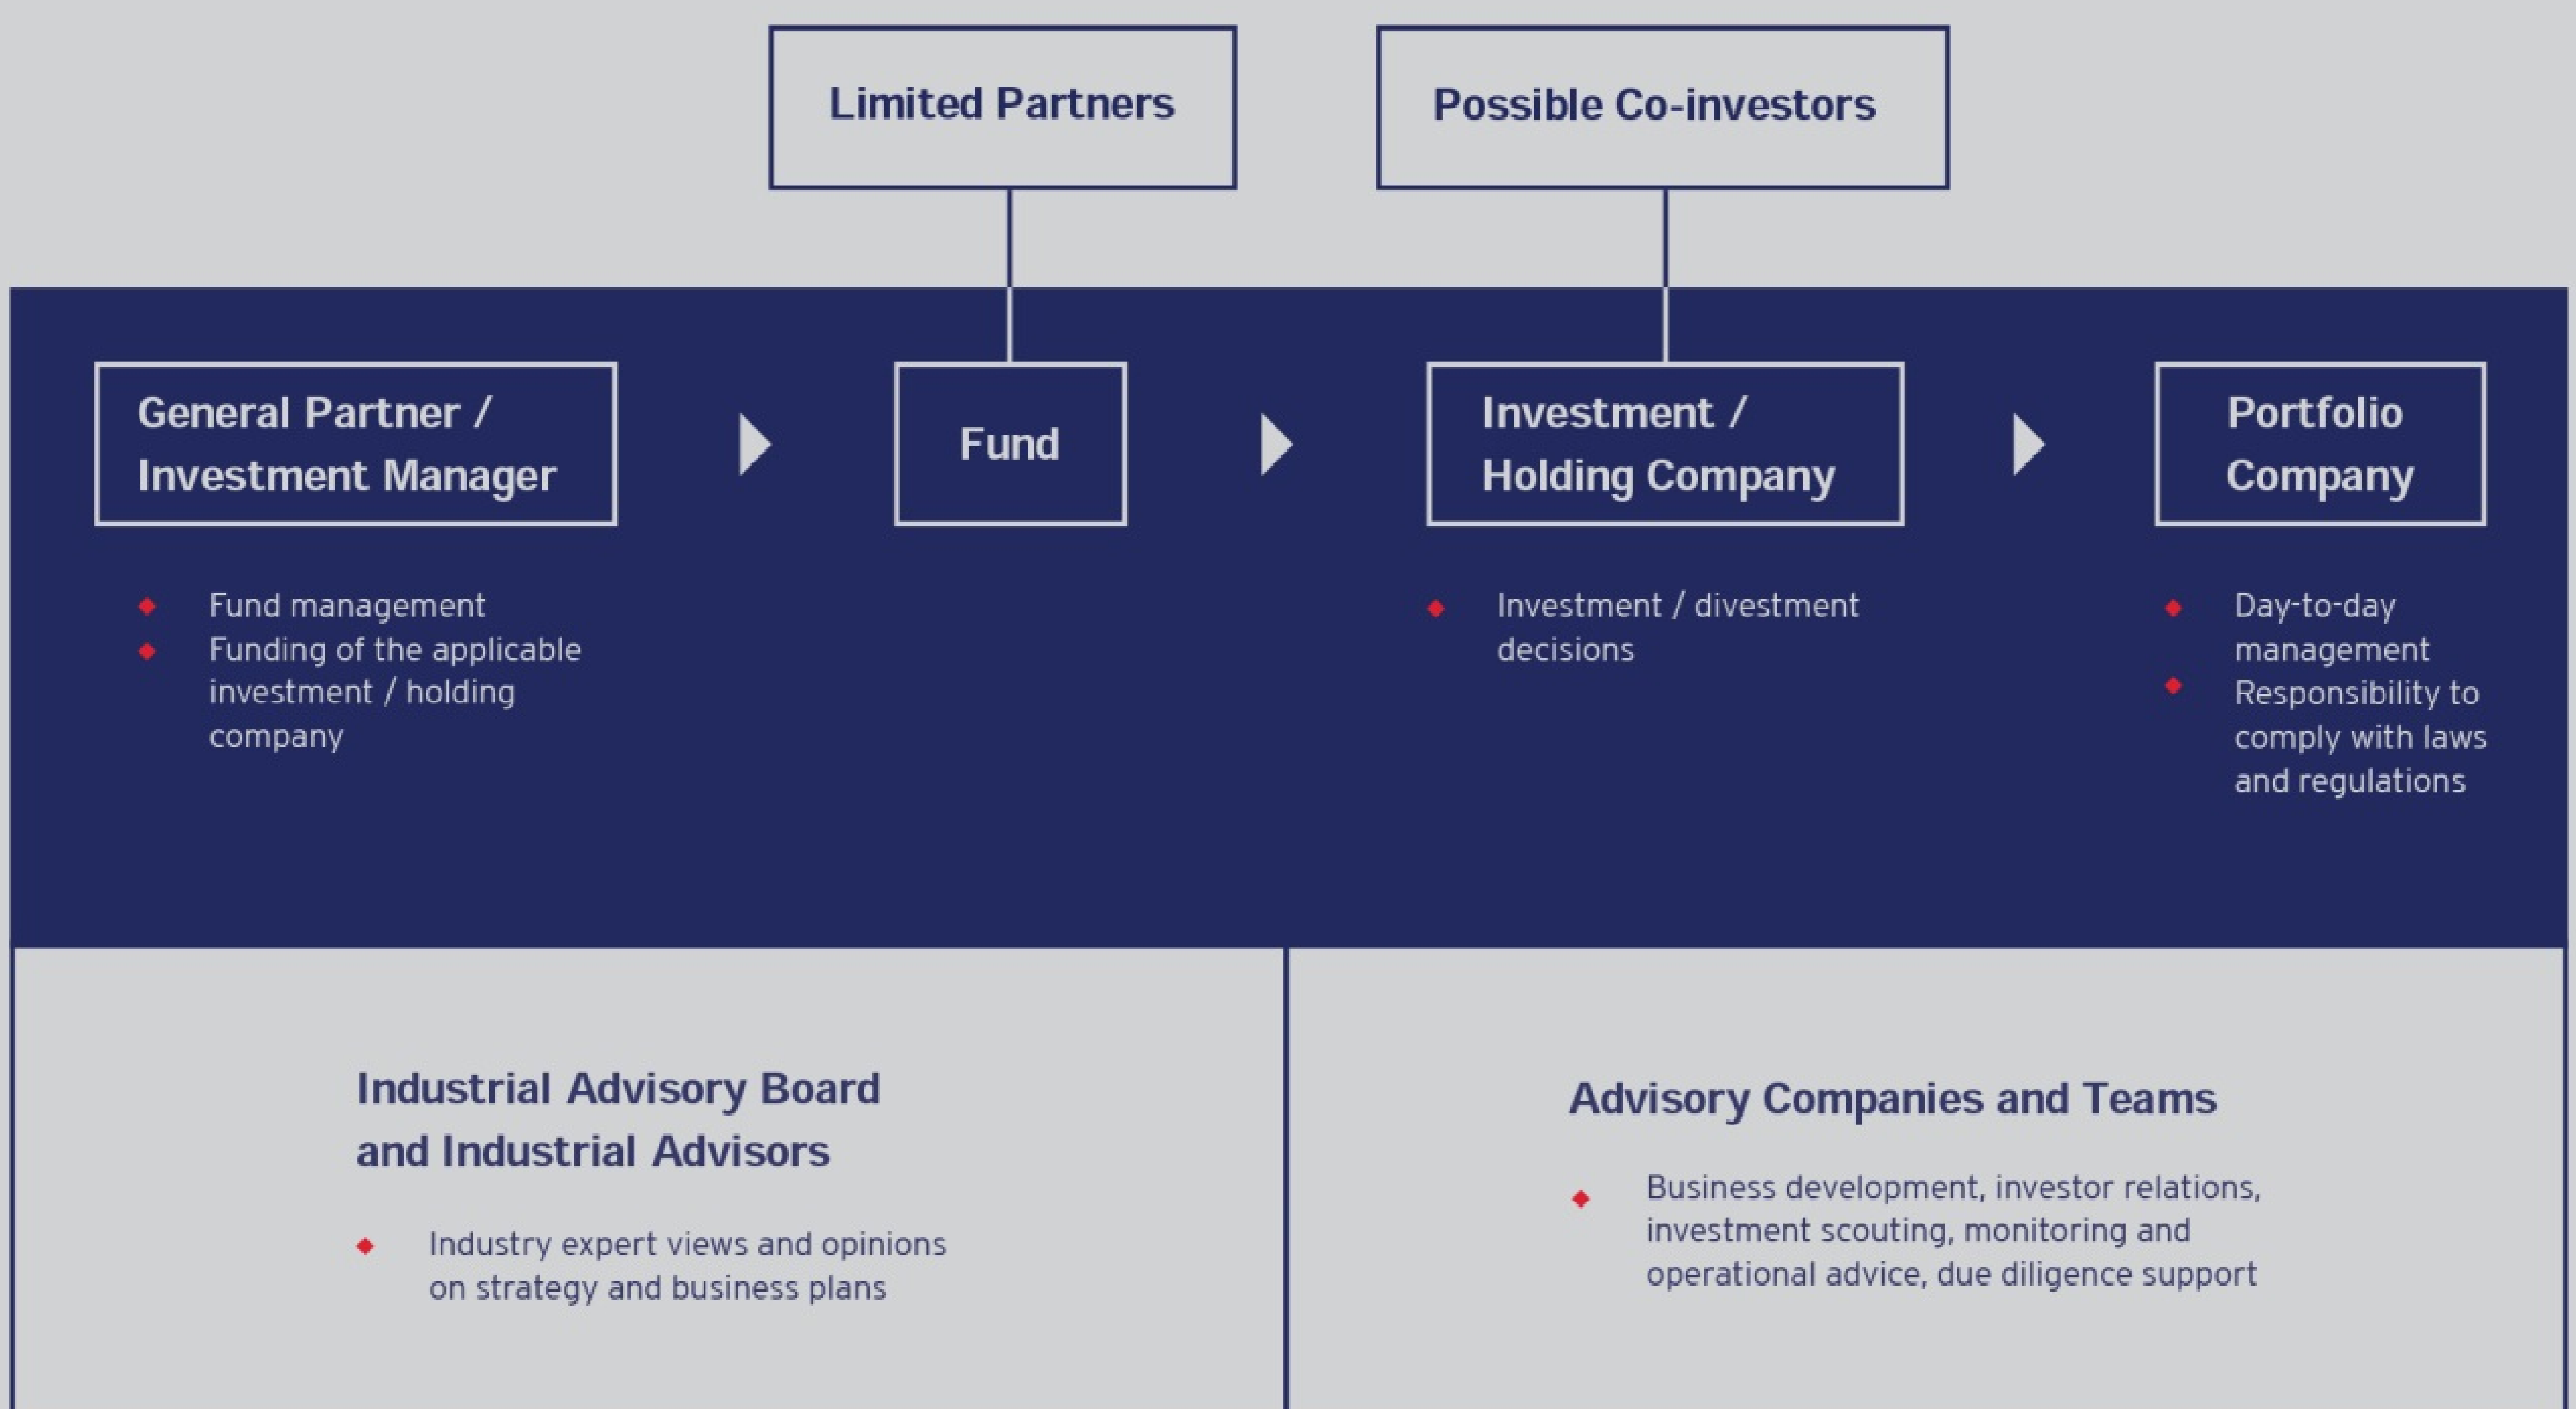 Limited Partners
Possible Co-investors
General Partner /
Investment Manager
Fund
Investment /
Holding Company
Portfolio
Company
Fund management
Funding of the applicable
investment / holding
company
Investment / divestment
decisions
Day-to-day
management
Responsibility to
comply with laws
and regulations
Industrial Advisory Board
and Industrial Advisors
Industry expert views and opinions
on strategy and business plans
Advisory Companies and Teams
Business development, investor relations,
investment scouting, monitoring and
operational advice, due diligence support